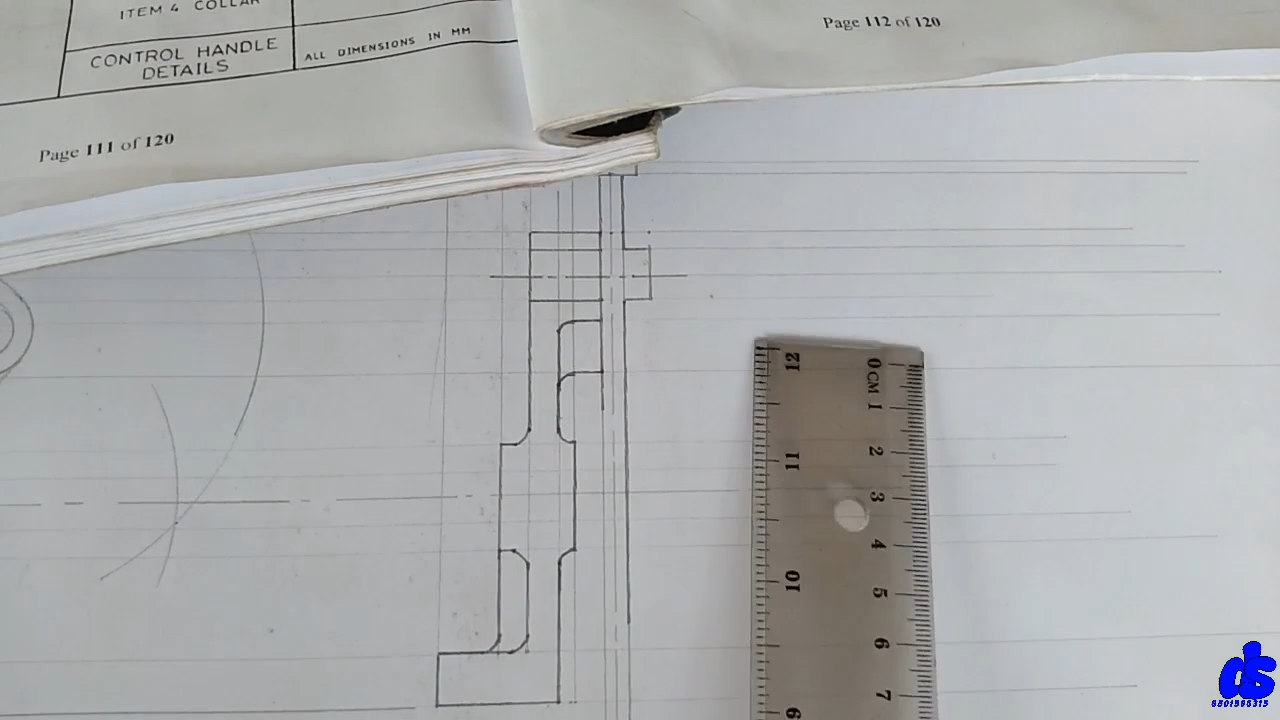 ITEM 4 COLLAR
CONTROL HANDLE
DETAILS
ALL DIMENSIONS IN MM
Page 111 of 120
Page 112 of 120
12
11
10
9
0 CM 1
2
3
4
5
6
7
ds